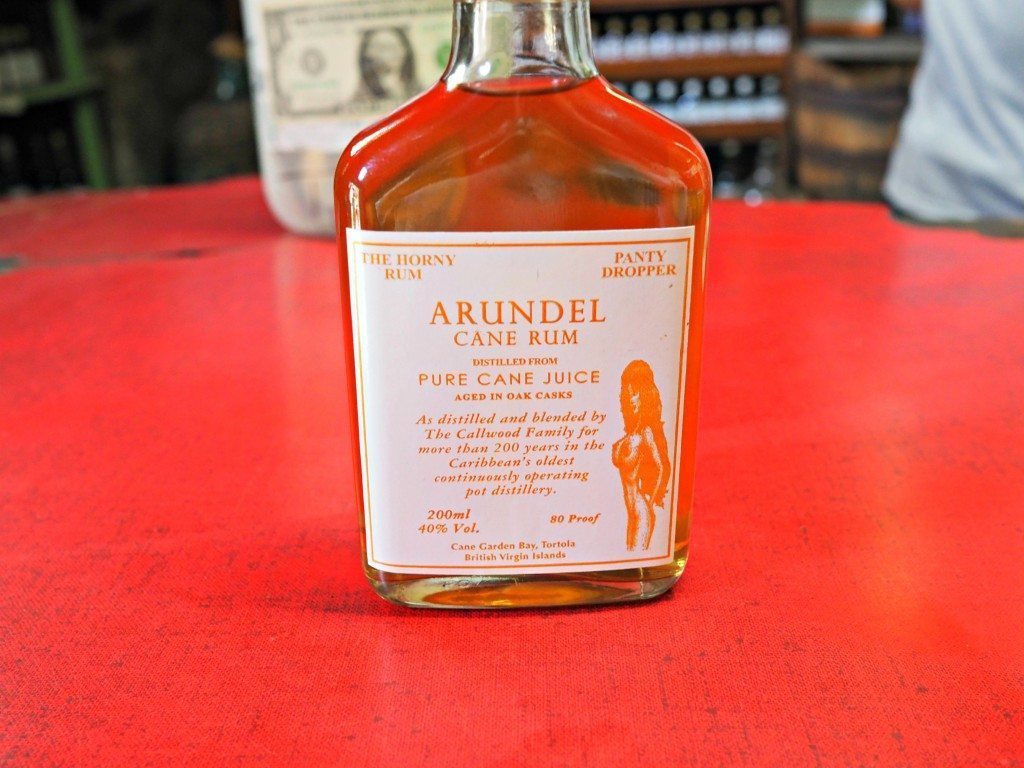 THE HORNY
RUM
PANTY
DROPPER
ARUNDEL
CANE RUM
DISTILLED FROM
PURE CANE JUICE
AGED IN OAK CASKS
As distilled and blended by
The Callwood Family for
more than 200 years in the
Caribbean's oldest
continuously operating
pot distillery.
200ml
40% Vol.
80 Proof
Cane Garden Bay, Tortola
British Virgin Islands